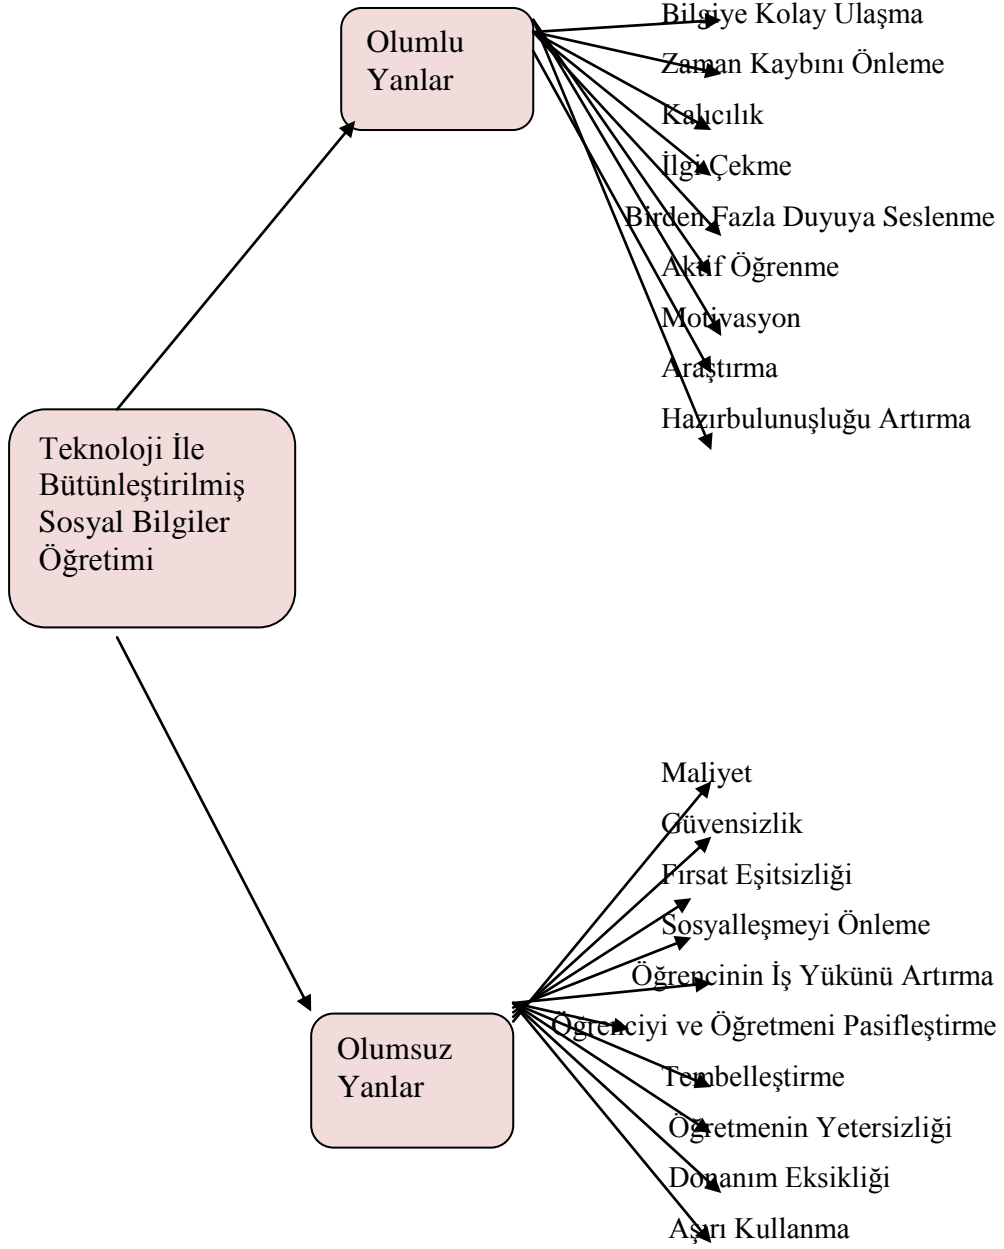 Olumlu
Yanlar
Bilgiye Kolay Ulaşma
Zaman Kaybını Önleme
Kalıcılık
İlgi Çekme
Birden Fazla Duyuya Seslenme
Aktif Öğrenme
Motivasyon
Araştırma
Hazırbulunuşluğu Artırma
Teknoloji İle
Bütünleştirilmiş
Sosyal Bilgiler
Öğretimi
Maliyet
Güvensizlik
Fırsat Eşitsizliği
Sosyalleşmeyi Önleme
Öğrencinin İş Yükünü Artırma
Öğrenciyi ve Öğretmeni Pasifleştirme
Tembelleştirme
Öğretmenin Yetersizliği
Donanım Eksikliği
Aşırı Kullanma
Olumsuz
Yanlar